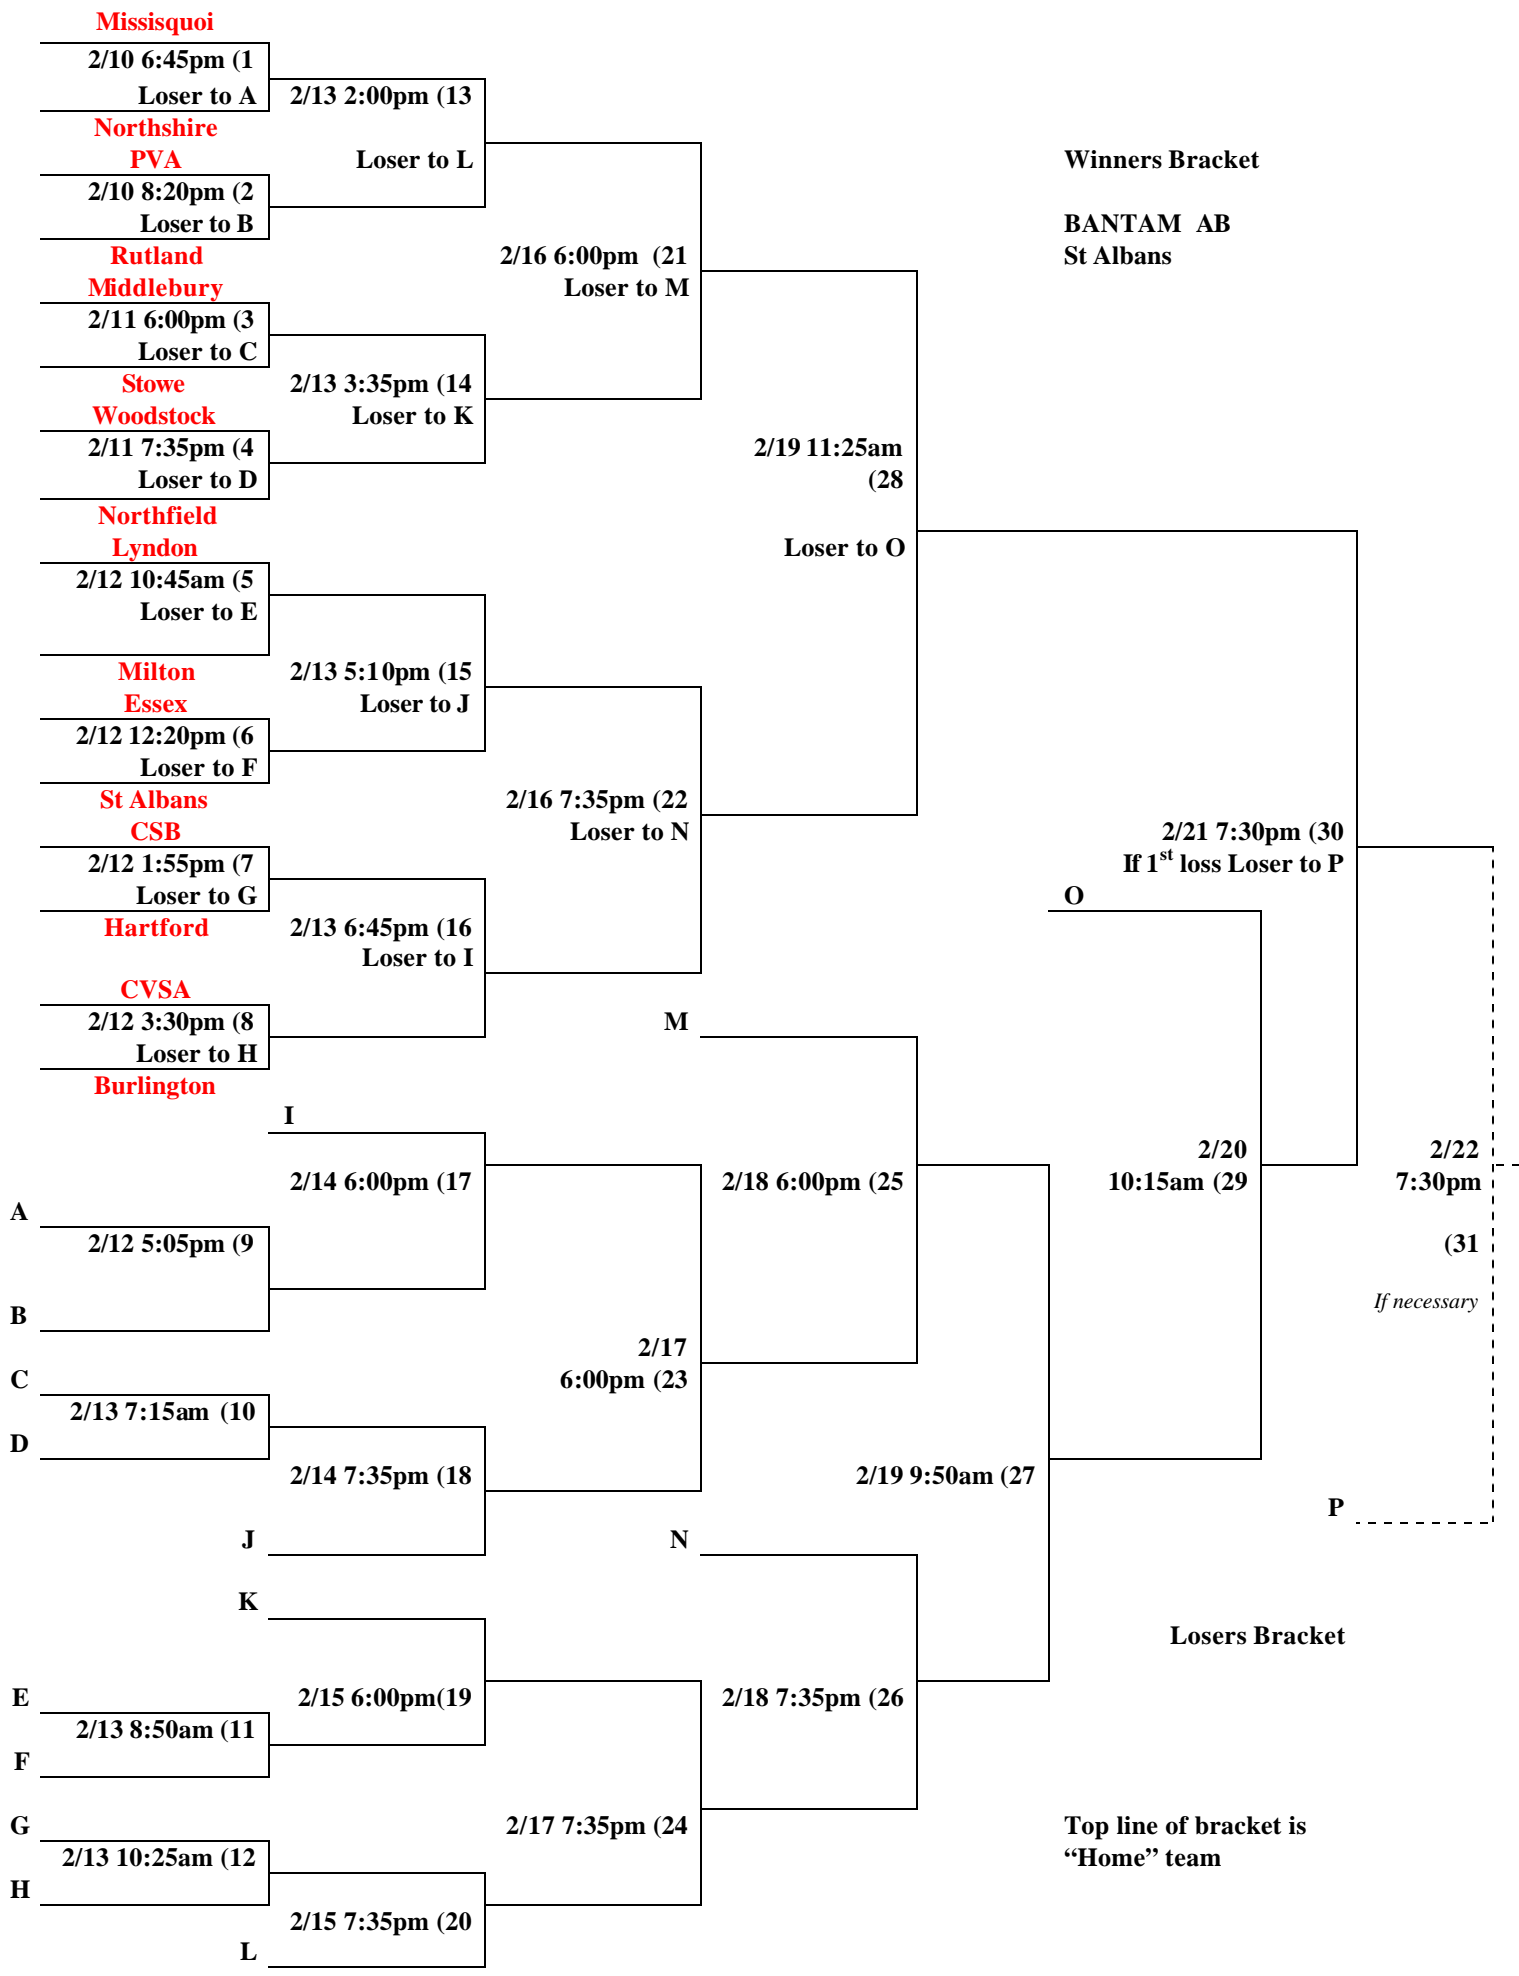 Missisquoi
2/10 6:45pm (1
Loser to A
2/13 2:00pm (13
Northshire
PVA
Loser to L
Winners Bracket
2/10 8:20pm (2
Loser to B
BANTAM  AB
Rutland
2/16 6:00pm  (21
St Albans
Middlebury
Loser to M
2/11 6:00pm (3
Loser to C
Stowe
2/13 3:35pm (14
Woodstock
Loser to K
2/11 7:35pm (4
2/19 11:25am
Loser to D
(28
Northfield
Lyndon
Loser to O
2/12 10:45am (5
Loser to E
Milton
2/13 5:10pm (15
Essex
Loser to J
2/12 12:20pm (6
Loser to F
St Albans
2/16 7:35pm (22
CSB
Loser to N
2/21 7:30pm (30
2/12 1:55pm (7
If 1st loss Loser to P
Loser to G
O
Hartford
2/13 6:45pm (16
Loser to I
CVSA
2/12 3:30pm (8
M
Loser to H
Burlington
I
2/14 6:00pm (17
2/18 6:00pm (25
2/20
10:15am (29
2/22
7:30pm
A
2/12 5:05pm (9
(31
B
If necessary
2/17
6:00pm (23
C
2/13 7:15am  (10
D
2/14 7:35pm (18
2/19 9:50am (27
P
J
N
K
Losers Bracket
E
2/15 6:00pm(19
2/18 7:35pm (26
2/13 8:50am (11
F
G
2/17 7:35pm (24
Top line of bracket is
2/13 10:25am (12
“Home” team
H
2/15 7:35pm (20
L